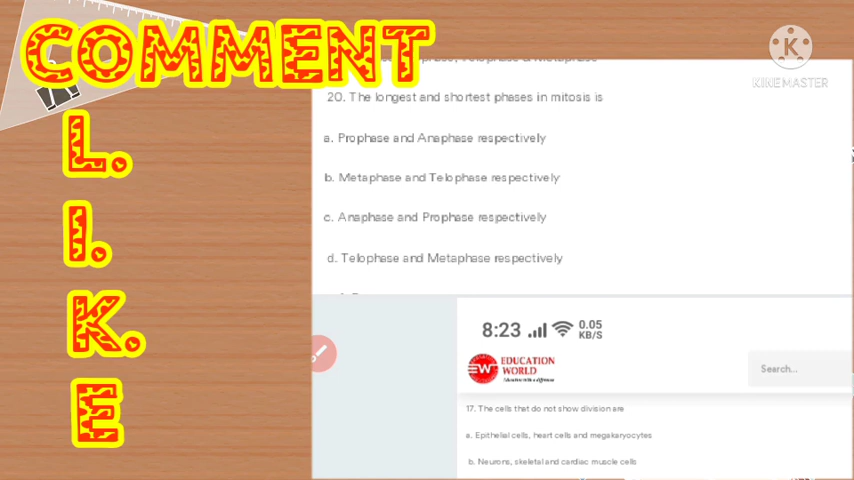 COMMENT
L.
I.
K.
E
KINEMASTER
20. The longest and shortest phases in mitosis is
a. Prophase and Anaphase respectively
b. Metaphase and Telophase respectively
c. Anaphase and Prophase respectively
d. Telophase and Metaphase respectively
8:23 0.05
KB/S
EW EDUCATION
WORLD
Search...
17. The cells that do not show division are
a. Epithelial cells, heart cells and megakaryocytes
b. Neurons, skeletal and cardiac muscle cells